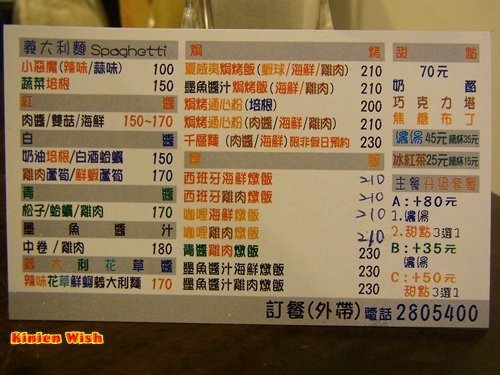 義大利麵 Spaghetti
小惡魔(辣味/蒜味) 100
蔬菜培根 150
紅醬
肉醬/雙菇/海鮮 150~170
白醬
奶油培根/白酒蛤蠣 150
雞肉蘆筍/鮮蝦蘆筍 170
青醬
松子/蛤蠣/雞肉 170
墨魚醬汁
中卷/雞肉 180
義大利花草醬
辣味花草鮮蚵義大利麵 170
焗烤
夏威夷焗烤飯(蝦球/海鮮/雞肉) 210
墨魚醬汁焗烤飯(海鮮/雞肉) 210
焗烤通心粉(培根) 200
焗烤通心粉(肉醬/海鮮/雞肉) 210
千層麵(肉醬/海鮮)限非假日預約 230
燉飯
西班牙海鮮燉飯 210
西班牙雞肉燉飯 210
咖哩海鮮燉飯 210
咖哩雞肉燉飯 210
青醬雞肉燉飯 230
墨魚醬汁海鮮燉飯 230
墨魚醬汁雞肉燉飯 230
甜點
70元
奶酪
巧克力塔
焦糖布丁
濃湯45元續杯35元
冰紅茶25元續杯15元
主餐升級套餐
A:+80元
1.濃湯
2.甜點3選1
B:+35元
濃湯
C:+50元
甜點3選1
訂餐(外帶)電話2805400
Kinien Wish